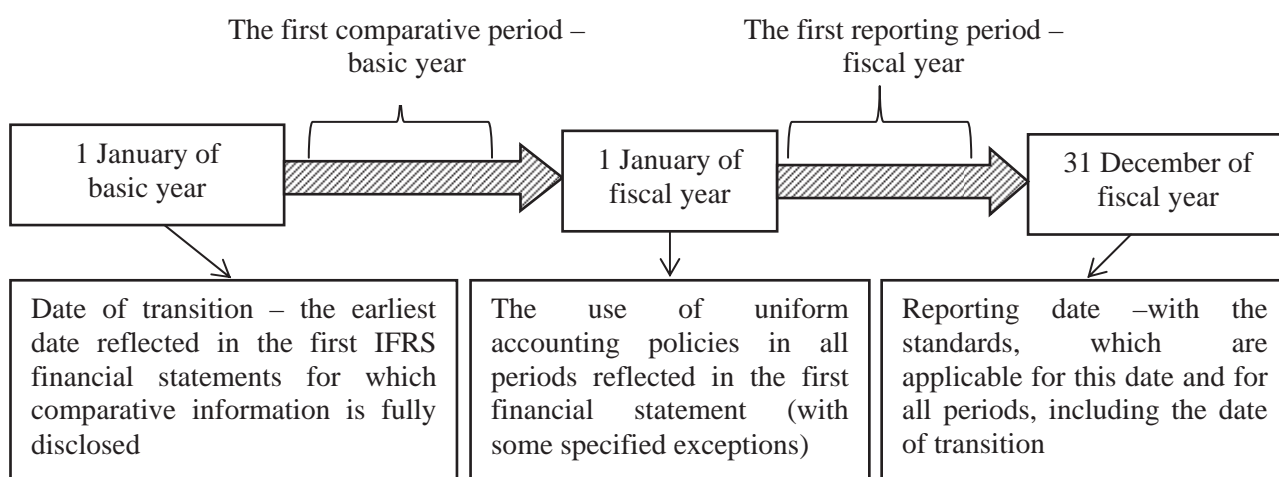 The first comparative period –
basic year
The first reporting period –
fiscal year
1 January of
basic year
1 January of
fiscal year
31 December of
fiscal year
Date of transition – the earliest
date reflected in the first IFRS
financial statements for which
comparative information is fully
disclosed
The use of uniform
accounting policies in all
periods reflected in the first
financial statement (with
some specified exceptions)
Reporting date –with the
standards, which are
applicable for this date and for
all periods, including the date
of transition